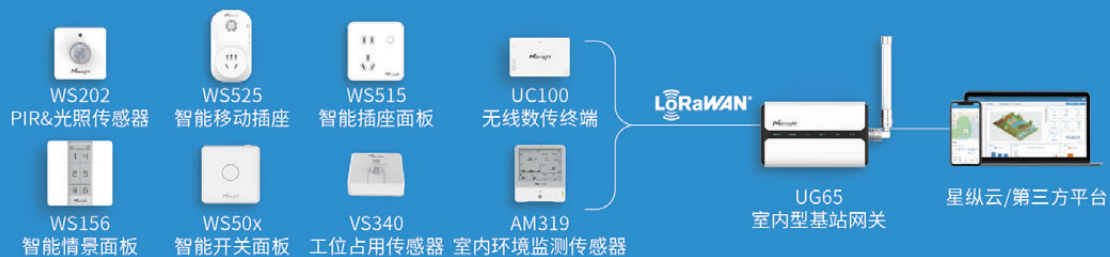 WS202
PIR&光照传感器
WS525
智能移动插座
WS515
智能插座面板
UC100
无线数传终端
WS156
智能情景面板
WS50x
智能开关面板
VS340
工位占用传感器
AM319
室内环境监测传感器
LoRaWAN®
Milesight
UG65
室内型基站网关
星纵云/第三方平台